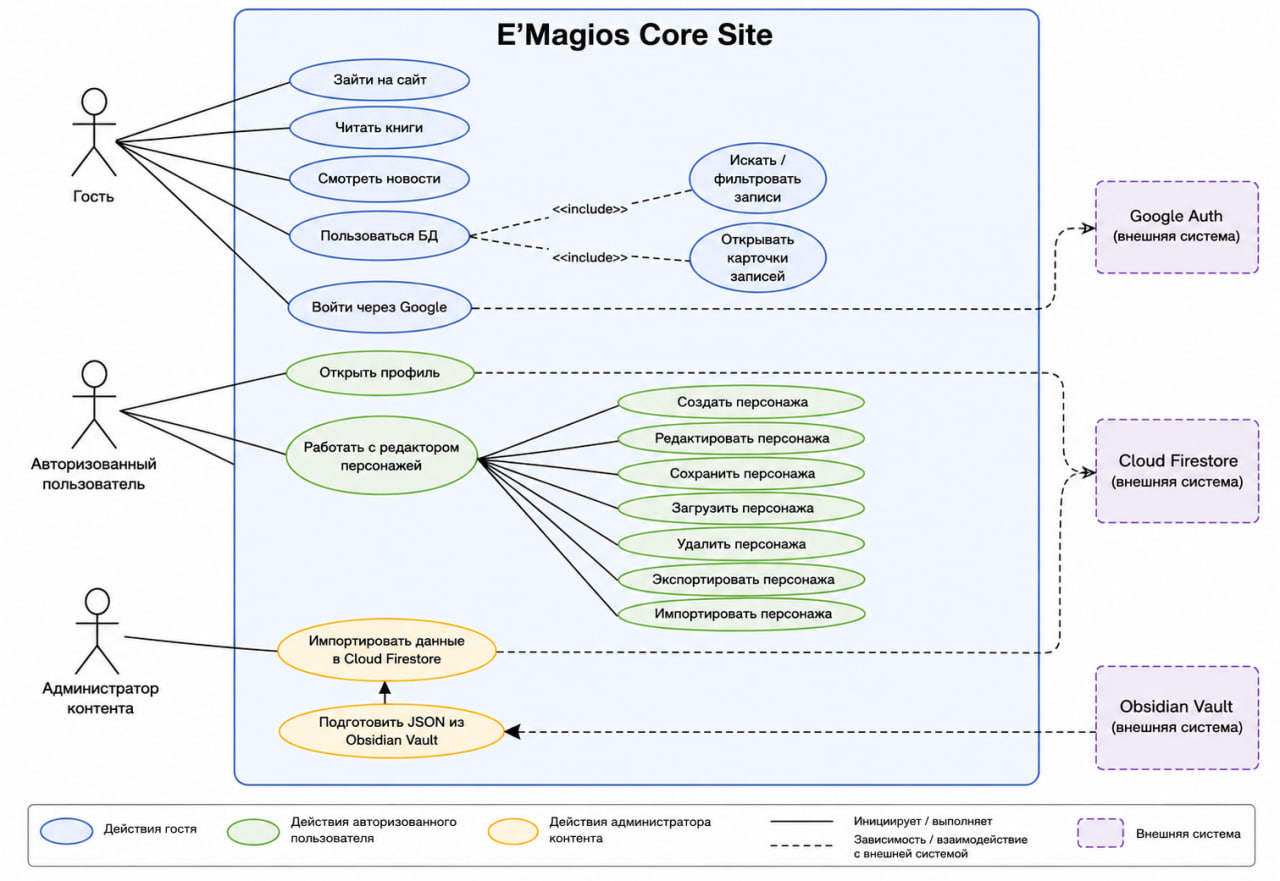 E’Magios Core Site
Зайти на сайт
Читать книги
Смотреть новости
Пользоваться БД
Войти через Google
Гость
<<include>>
<<include>>
Искать /
фильтровать
записи
Открывать
карточки
записей
Google Auth
(внешняя система)
Авторизованный
пользователь
Открыть профиль
Работать с редактором
персонажей
Создать персонажа
Редактировать персонажа
Сохранить персонажа
Загрузить персонажа
Удалить персонажа
Экспортировать персонажа
Импортировать персонажа
Cloud Firestore
(внешняя система)
Администратор
контента
Импортировать данные
в Cloud Firestore
Подготовить JSON из
Obsidian Vault
Obsidian Vault
(внешняя система)
Действия гостя
Действия авторизованного
пользователя
Действия администратора
контента
Инициирует / выполняет
Зависимость / взаимодействие
с внешней системой
Внешняя система